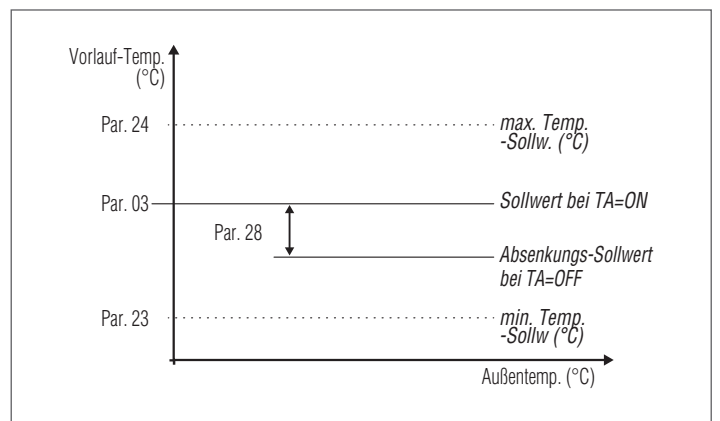 Vorlauf-Temp.
(°C)
Par. 24
max. Temp.
-Sollw. (°C)
Par. 03
Sollwert bei TA=ON
Par. 28
Absenkungs-Sollwert
bei TA=OFF
Par. 23
min. Temp.
-Sollw (°C)
Außentemp. (°C)